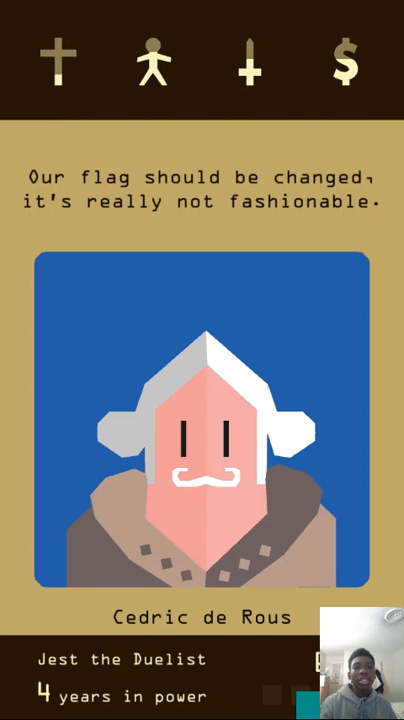 Our flag should be changed,
it's really not fashionable.
Cedric de Rous
Jest the Duelist
4 years in power